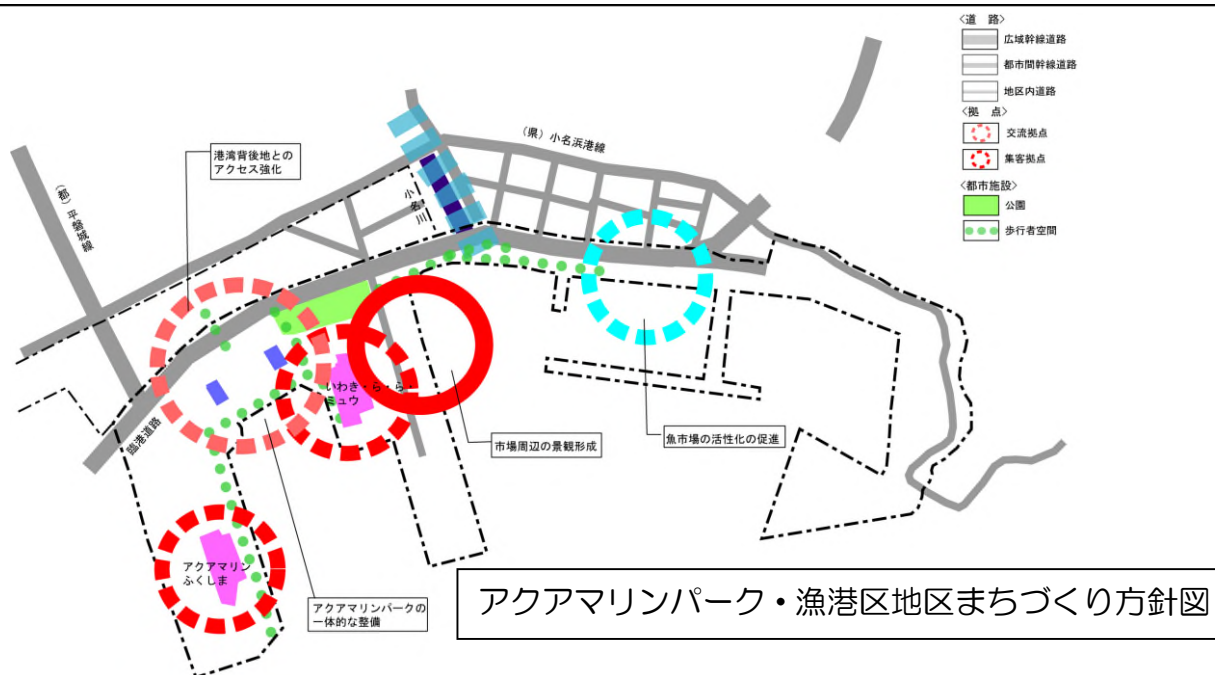 〈道　路〉
広域幹線道路
都市間幹線道路
地区内道路
〈拠　点〉
交流拠点
集客拠点
〈都市施設〉
公園
歩行者空間
（県）小名浜港線
港湾背後地との
アクセス強化
小名川
（都）平磐城線
いわき・ら・ら・
ミュウ
市場周辺の景観形成
魚市場の活性化の促進
臨港道路
アクアマリン
ふくしま
アクアマリンパークの
一体的な整備
アクアマリンパーク・漁港区地区まちづくり方針図